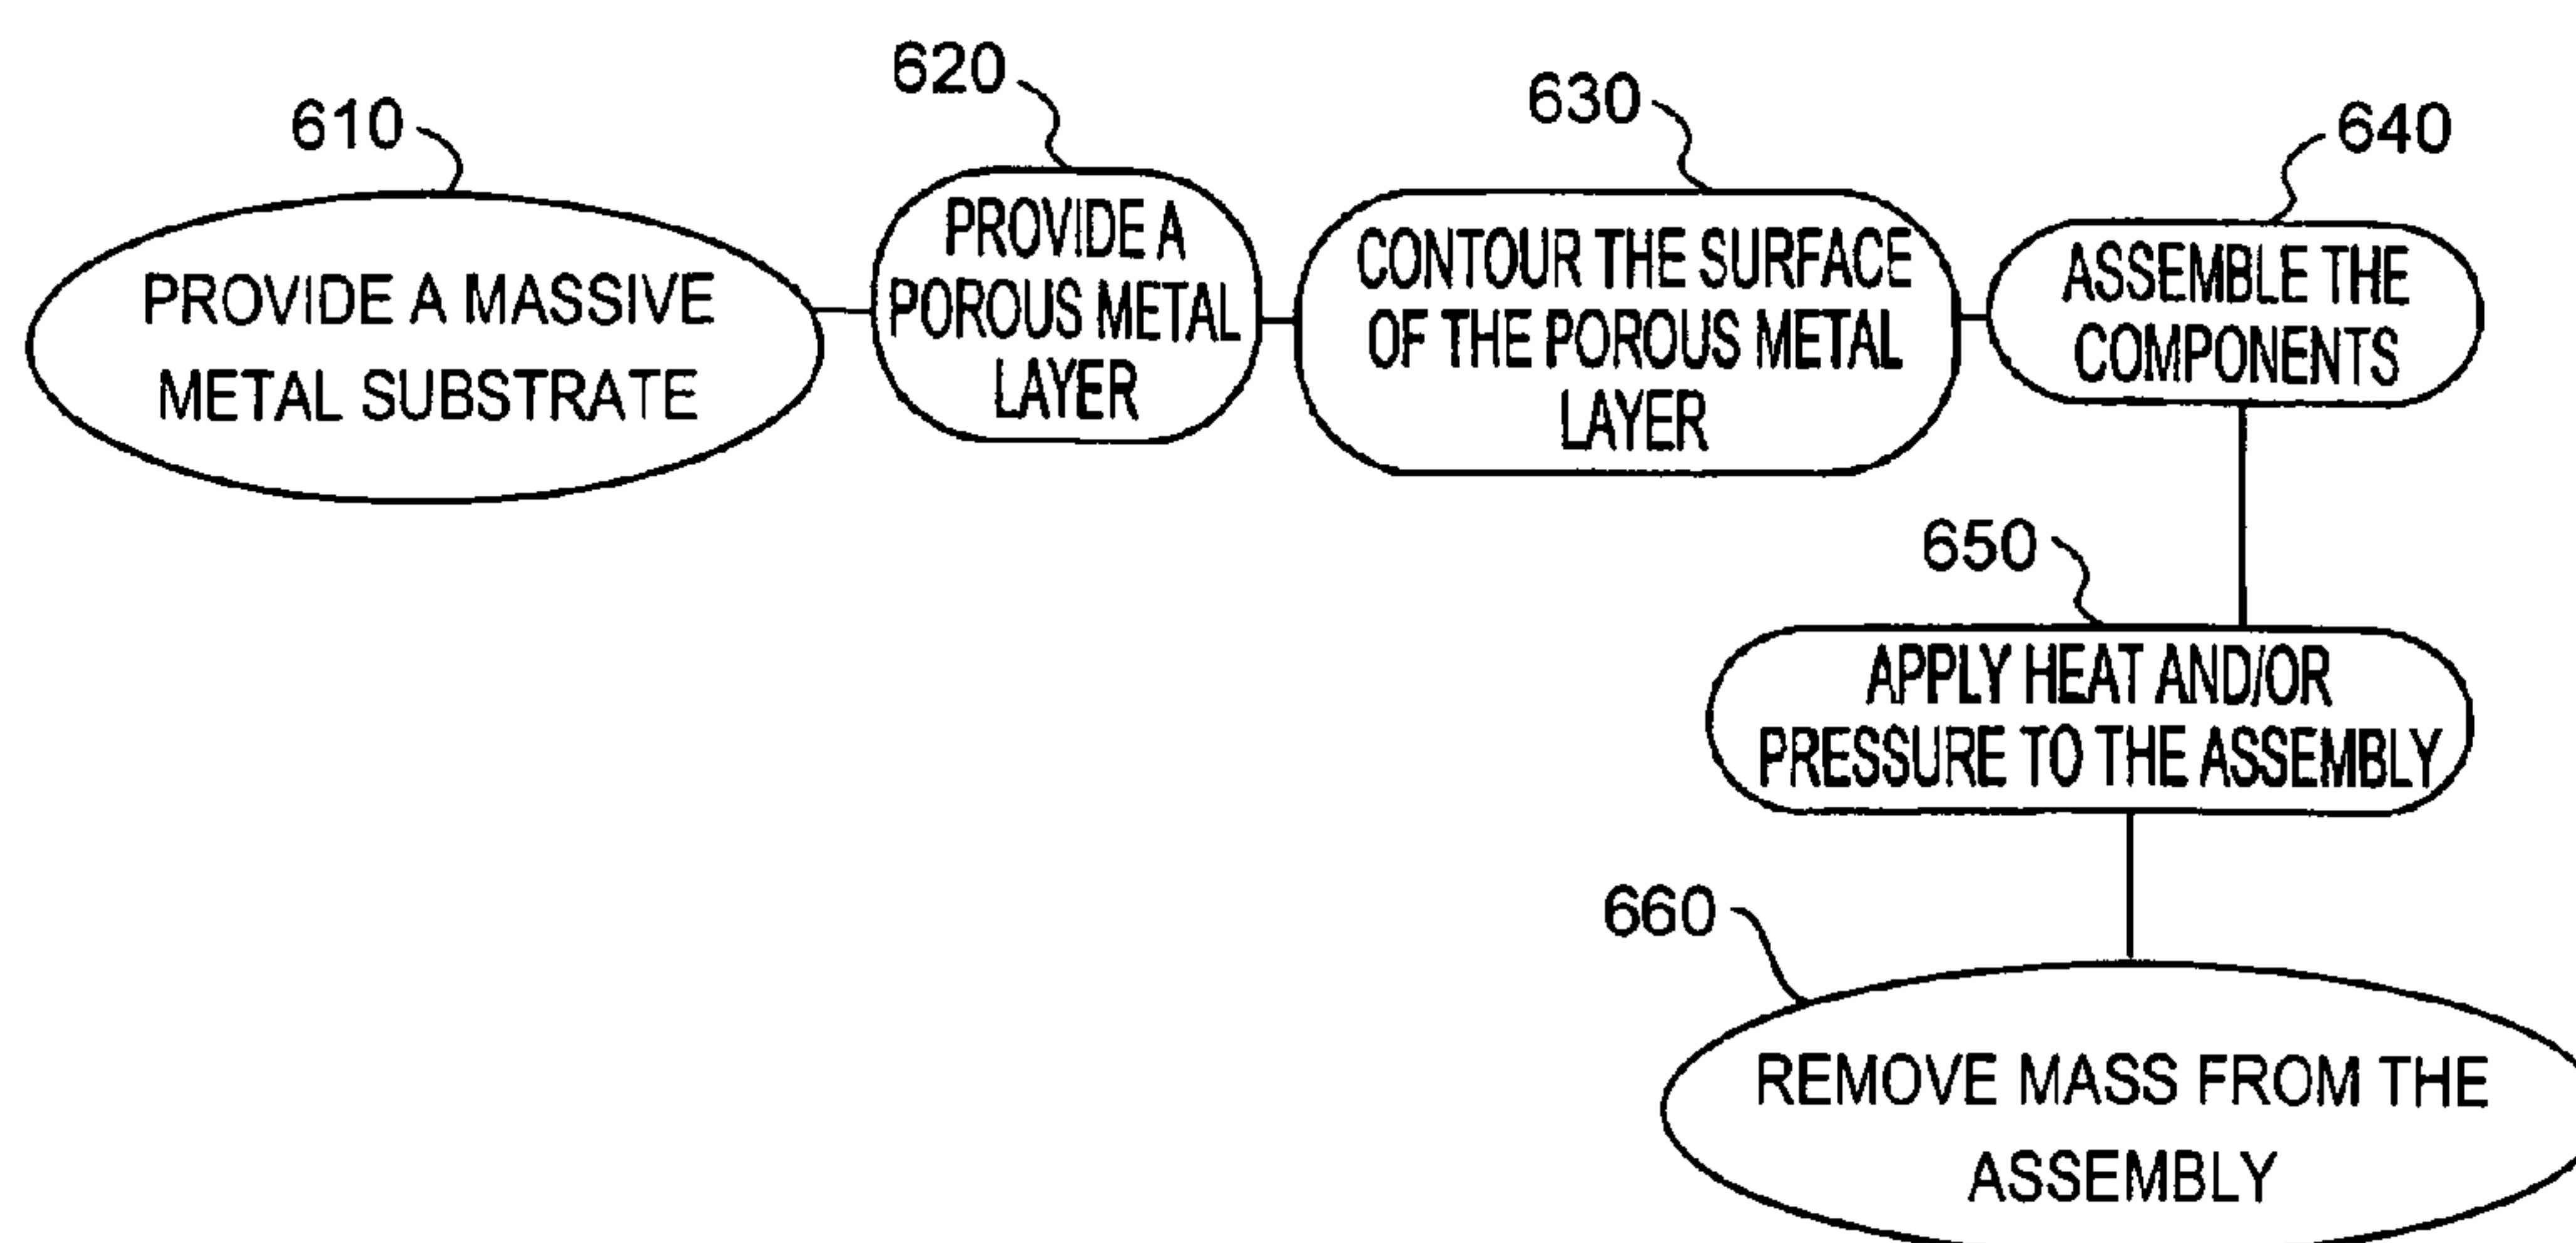 610
PROVIDE A MASSIVE
METAL SUBSTRATE
620
PROVIDE A
POROUS METAL
LAYER
630
CONTOUR THE SURFACE
OF THE POROUS METAL
LAYER
640
ASSEMBLE THE
COMPONENTS
650
APPLY HEAT AND/OR
PRESSURE TO THE ASSEMBLY
660
REMOVE MASS FROM THE
ASSEMBLY